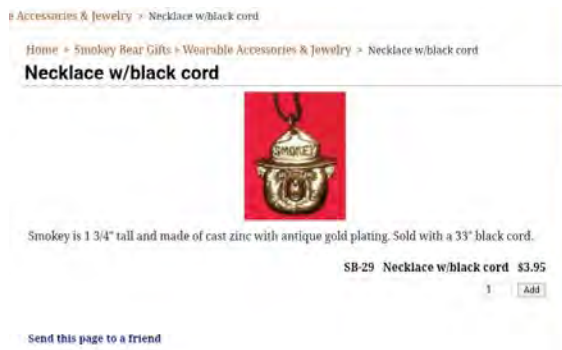 e Accessories & Jewelry > Necklace w/black cord
Home > Smokey Bear Gifts > Wearable Accessories & Jewelry > Necklace w/black cord
Necklace w/black cord
SMOKEY
Smokey is 1 3/4" tall and made of cast zinc with antique gold plating. Sold with a 33" black cord.
SB-29 Necklace w/black cord $3.95
1 Add
Send this page to a friend